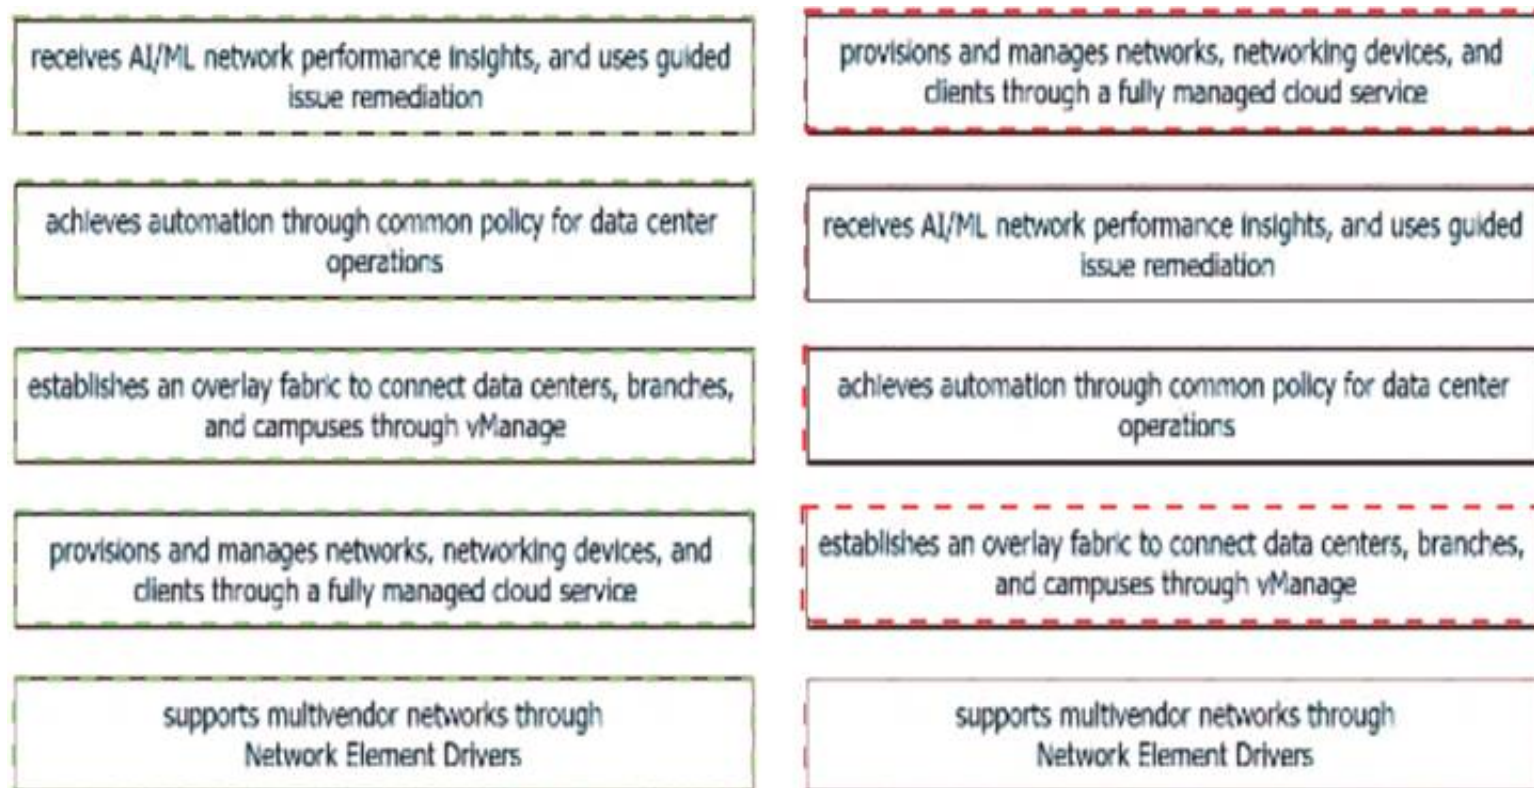 receives AI/ML network performance insights, and uses guided
issue remediation
achieves automation through common policy for data center
operations
establishes an overlay fabric to connect data centers, branches,
and campuses through vManage
provisions and manages networks, networking devices, and
clients through a fully managed cloud service
supports multivendor networks through
Network Element Drivers
provisions and manages networks, networking devices, and
clients through a fully managed cloud service
receives AI/ML network performance insights, and uses guided
issue remediation
achieves automation through common policy for data center
operations
establishes an overlay fabric to connect data centers, branches,
and campuses through vManage
supports multivendor networks through
Network Element Drivers